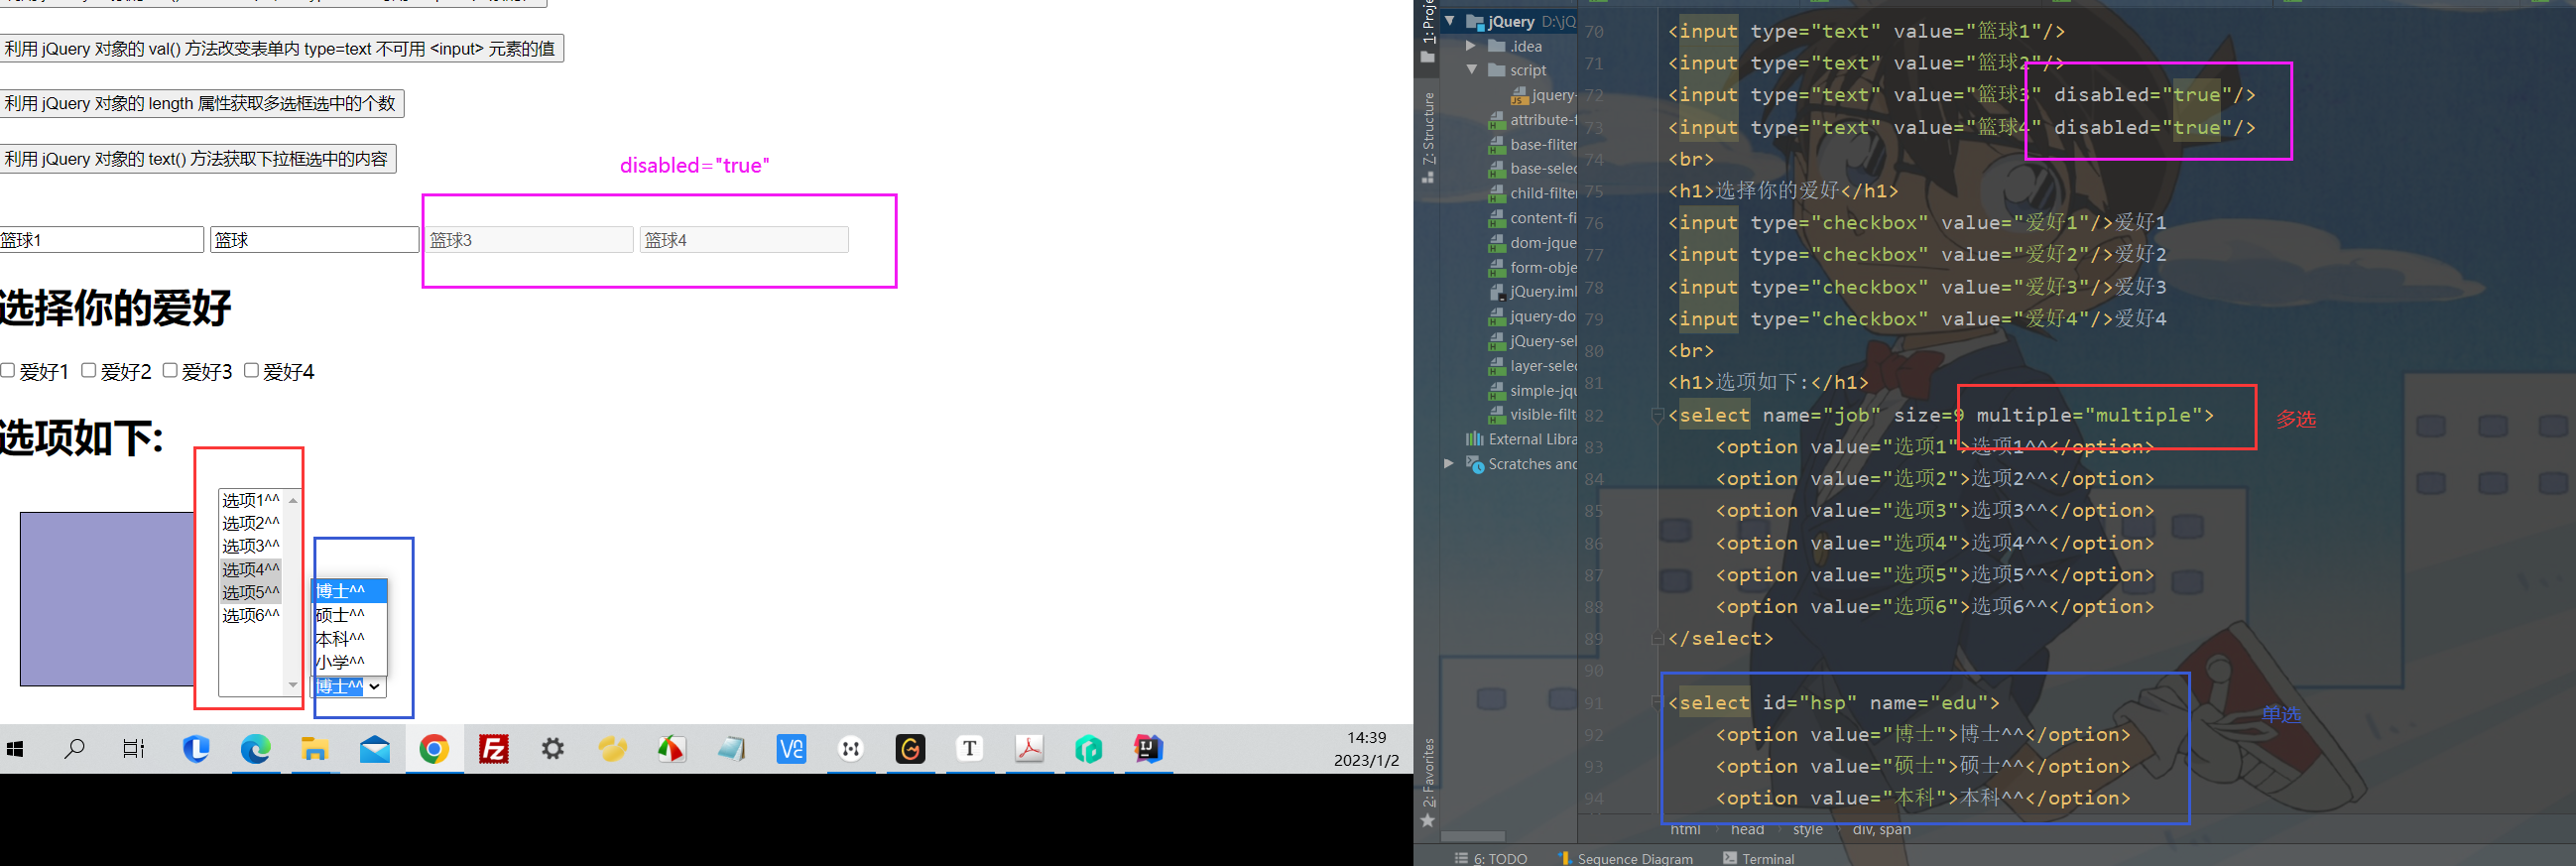 利用 jQuery 对象的 val() 方法改变表单内 type=text 不可用 <input> 元素的值
利用 jQuery 对象的 length 属性获取多选框选中的个数
利用 jQuery 对象的 text() 方法获取下拉框选中的内容
disabled="true"
篮球1
篮球
篮球3
篮球4
选择你的爱好
爱好1 爱好2 爱好3 爱好4
选项如下:
选项1^^
选项2^^
选项3^^
选项4^^
选项5^^
选项6^^
博士^^
硕士^^
本科^^
小学^^
博士^^
14:39
2023/1/2
1: Proje
7: Structure
2: Favorites
jQuery D:\jQ
.idea
script
jquery-
attribute-f
base-fliter
base-selec
child-filter
content-fi
dom-jque
form-obje
jQuery.iml
jquery-do
jQuery-sel
layer-selec
simple-jqu
visible-filt
External Libra
Scratches and
70 <input type="text" value="篮球1"/>
71 <input type="text" value="篮球2"/>
72 <input type="text" value="篮球3" disabled="true"/>
73 <input type="text" value="篮球4" disabled="true"/>
74 <br>
75 <h1>选择你的爱好</h1>
76 <input type="checkbox" value="爱好1"/>爱好1
77 <input type="checkbox" value="爱好2"/>爱好2
78 <input type="checkbox" value="爱好3"/>爱好3
79 <input type="checkbox" value="爱好4"/>爱好4
80 <br>
81 <h1>选项如下:</h1>
82 <select name="job" size=9 multiple="multiple">
多选
83 <option value="选项1">选项1^^</option>
84 <option value="选项2">选项2^^</option>
85 <option value="选项3">选项3^^</option>
86 <option value="选项4">选项4^^</option>
87 <option value="选项5">选项5^^</option>
88 <option value="选项6">选项6^^</option>
89 </select>
90
91 <select id="hsp" name="edu">
单选
92 <option value="博士">博士^^</option>
93 <option value="硕士">硕士^^</option>
94 <option value="本科">本科^^</option>
html › head › style › div, span
6: TODO Sequence Diagram Terminal